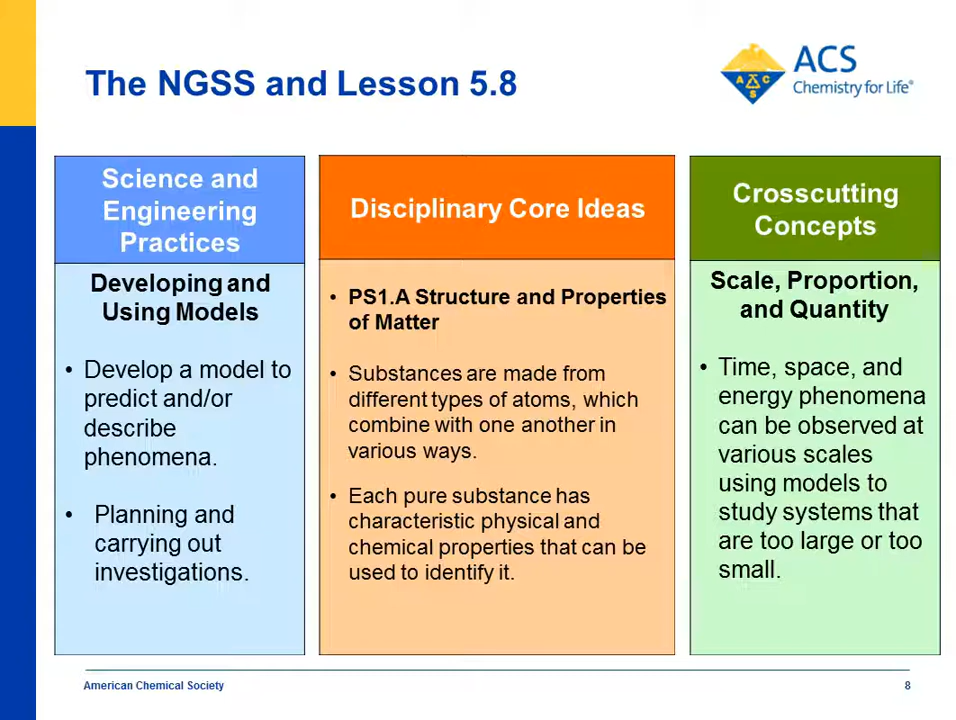 The NGSS and Lesson 5.8
ACS
Chemistry for Life®
A C S
Science and
Engineering
Practices
Developing and
Using Models
• Develop a model to
predict and/or
describe
phenomena.
• Planning and
carrying out
investigations.
Disciplinary Core Ideas
• PS1.A Structure and Properties
of Matter
• Substances are made from
different types of atoms, which
combine with one another in
various ways.
• Each pure substance has
characteristic physical and
chemical properties that can be
used to identify it.
Crosscutting
Concepts
Scale, Proportion,
and Quantity
• Time, space, and
energy phenomena
can be observed at
various scales
using models to
study systems that
are too large or too
small.
American Chemical Society
8